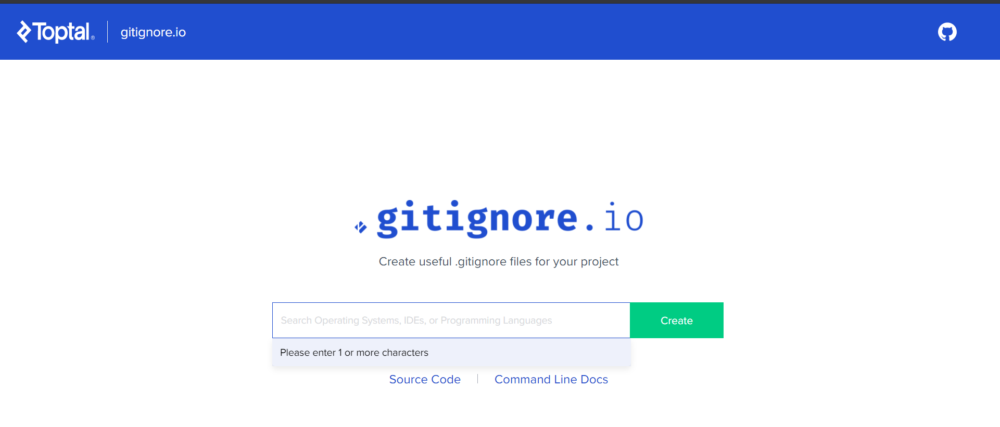 Toptal® gitignore.io
gitignore.io
Create useful .gitignore files for your project
Search Operating Systems, IDEs, or Programming Languages
Create
Please enter 1 or more characters
Source Code
Command Line Docs